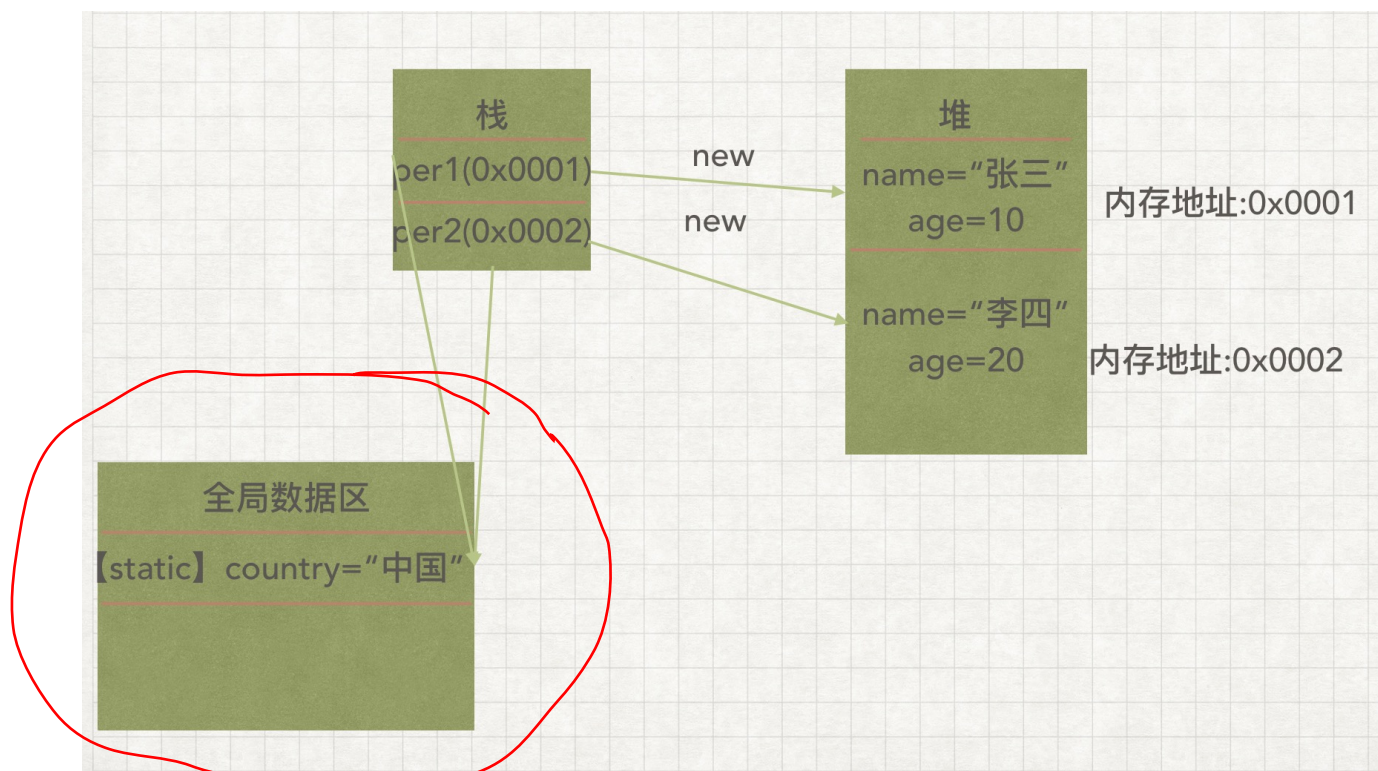 栈
per1(0x0001)
per2(0x0002)
new
new
堆
name=“张三”
age=10
内存地址:0x0001
name=“李四”
age=20
内存地址:0x0002
全局数据区
【static】country=“中国”